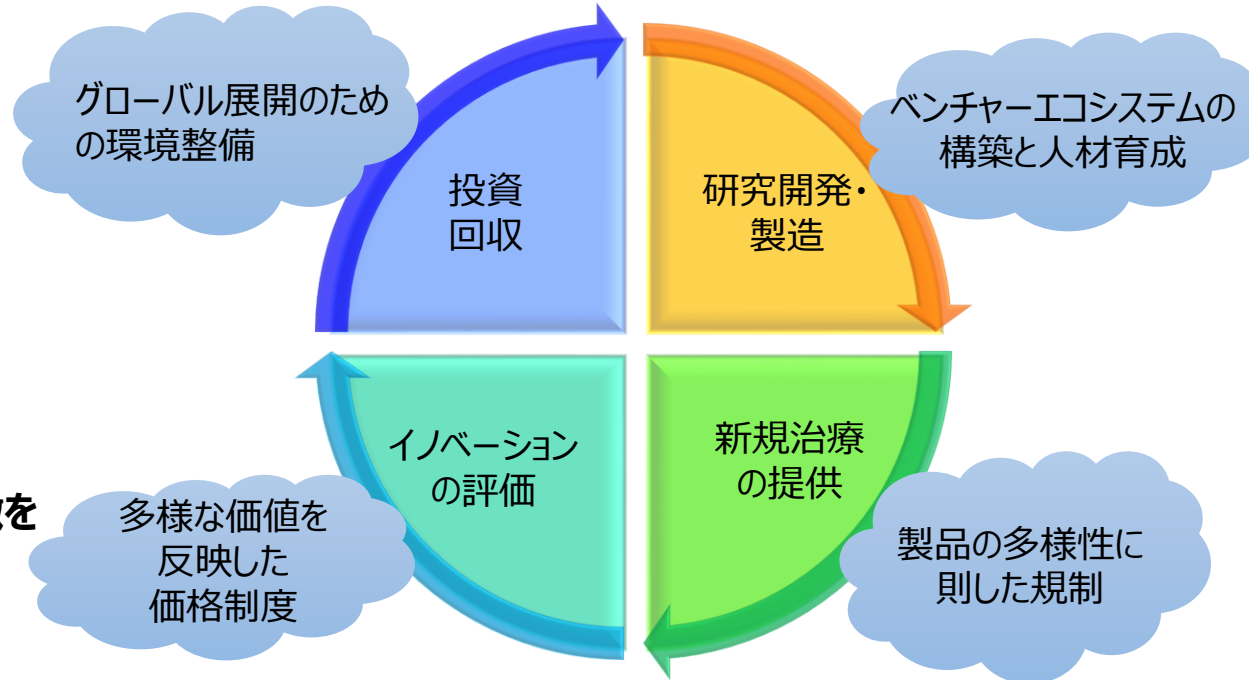 グローバル展開のため
の環境整備
投資
回収
研究開発・
製造
ベンチャーエコシステムの
構築と人材育成
イノベーション
の評価
新規治療
の提供
を
多様な価値を
反映した
価格制度
製品の多様性に
則した規制